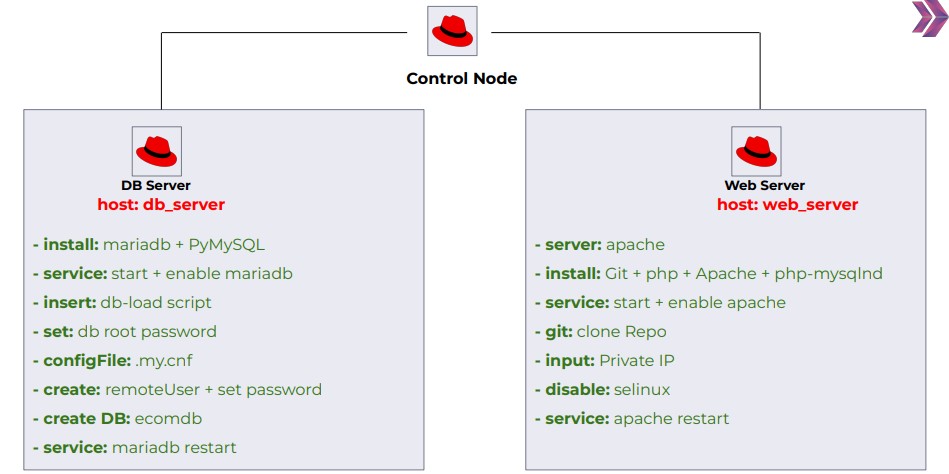 Control Node
DB Server
host: db_server
- install: mariadb + PyMySQL
- service: start + enable mariadb
- insert: db-load script
- set: db root password
- configFile: .my.cnf
- create: remoteUser + set password
- create DB: ecomdb
- service: mariadb restart
Web Server
host: web_server
- server: apache
- install: Git + php + Apache + php-mysqlnd
- service: start + enable apache
- git: clone Repo
- input: Private IP
- disable: selinux
- service: apache restart